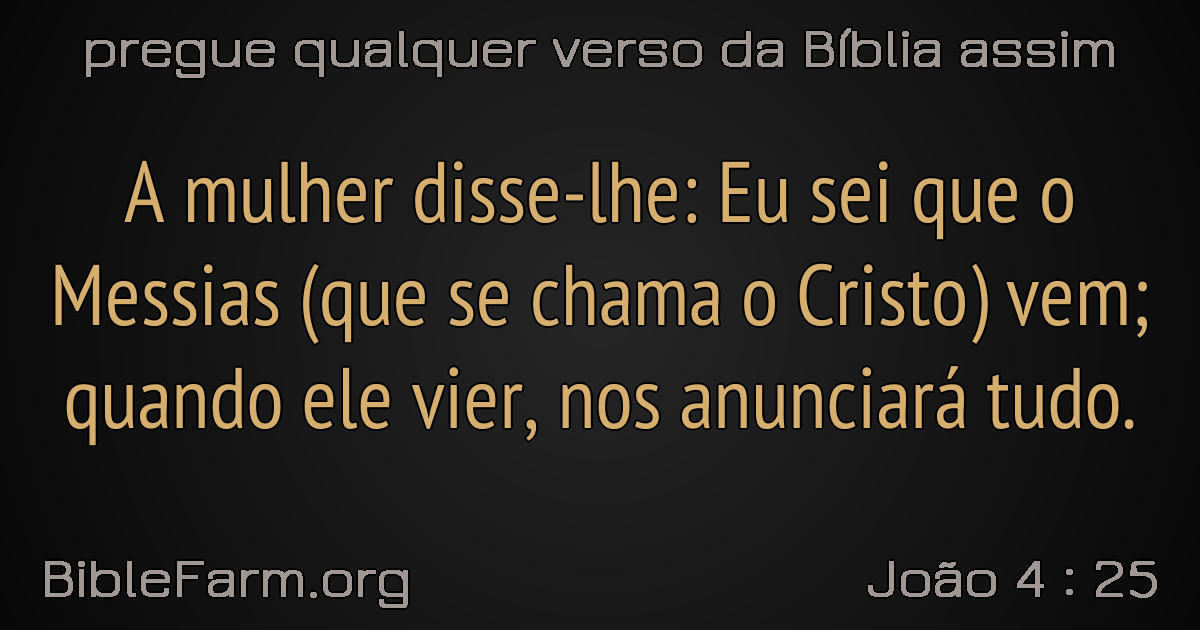 pregue qualquer verso da Bíblia assim
A mulher disse-lhe: Eu sei que o
Messias (que se chama o Cristo) vem;
quando ele vier, nos anunciará tudo.
BibleFarm.org
João 4 : 25